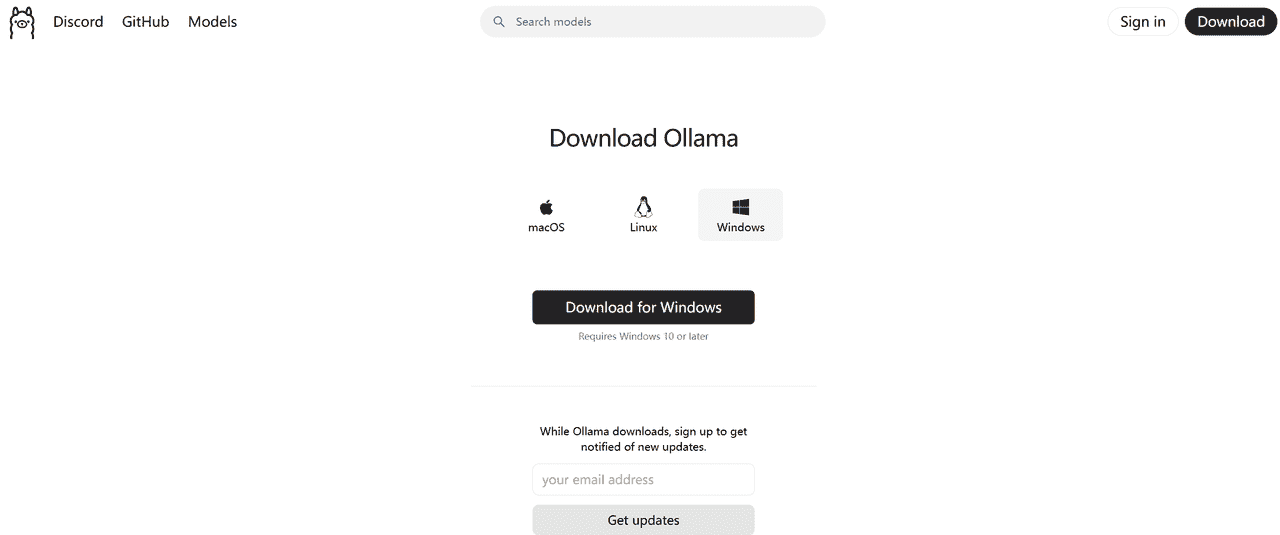 Discord GitHub Models Search models Sign in Download
Download Ollama
macOS Linux Windows
Download for Windows
Requires Windows 10 or later
While Ollama downloads, sign up to get
notified of new updates.
your email address
Get updates